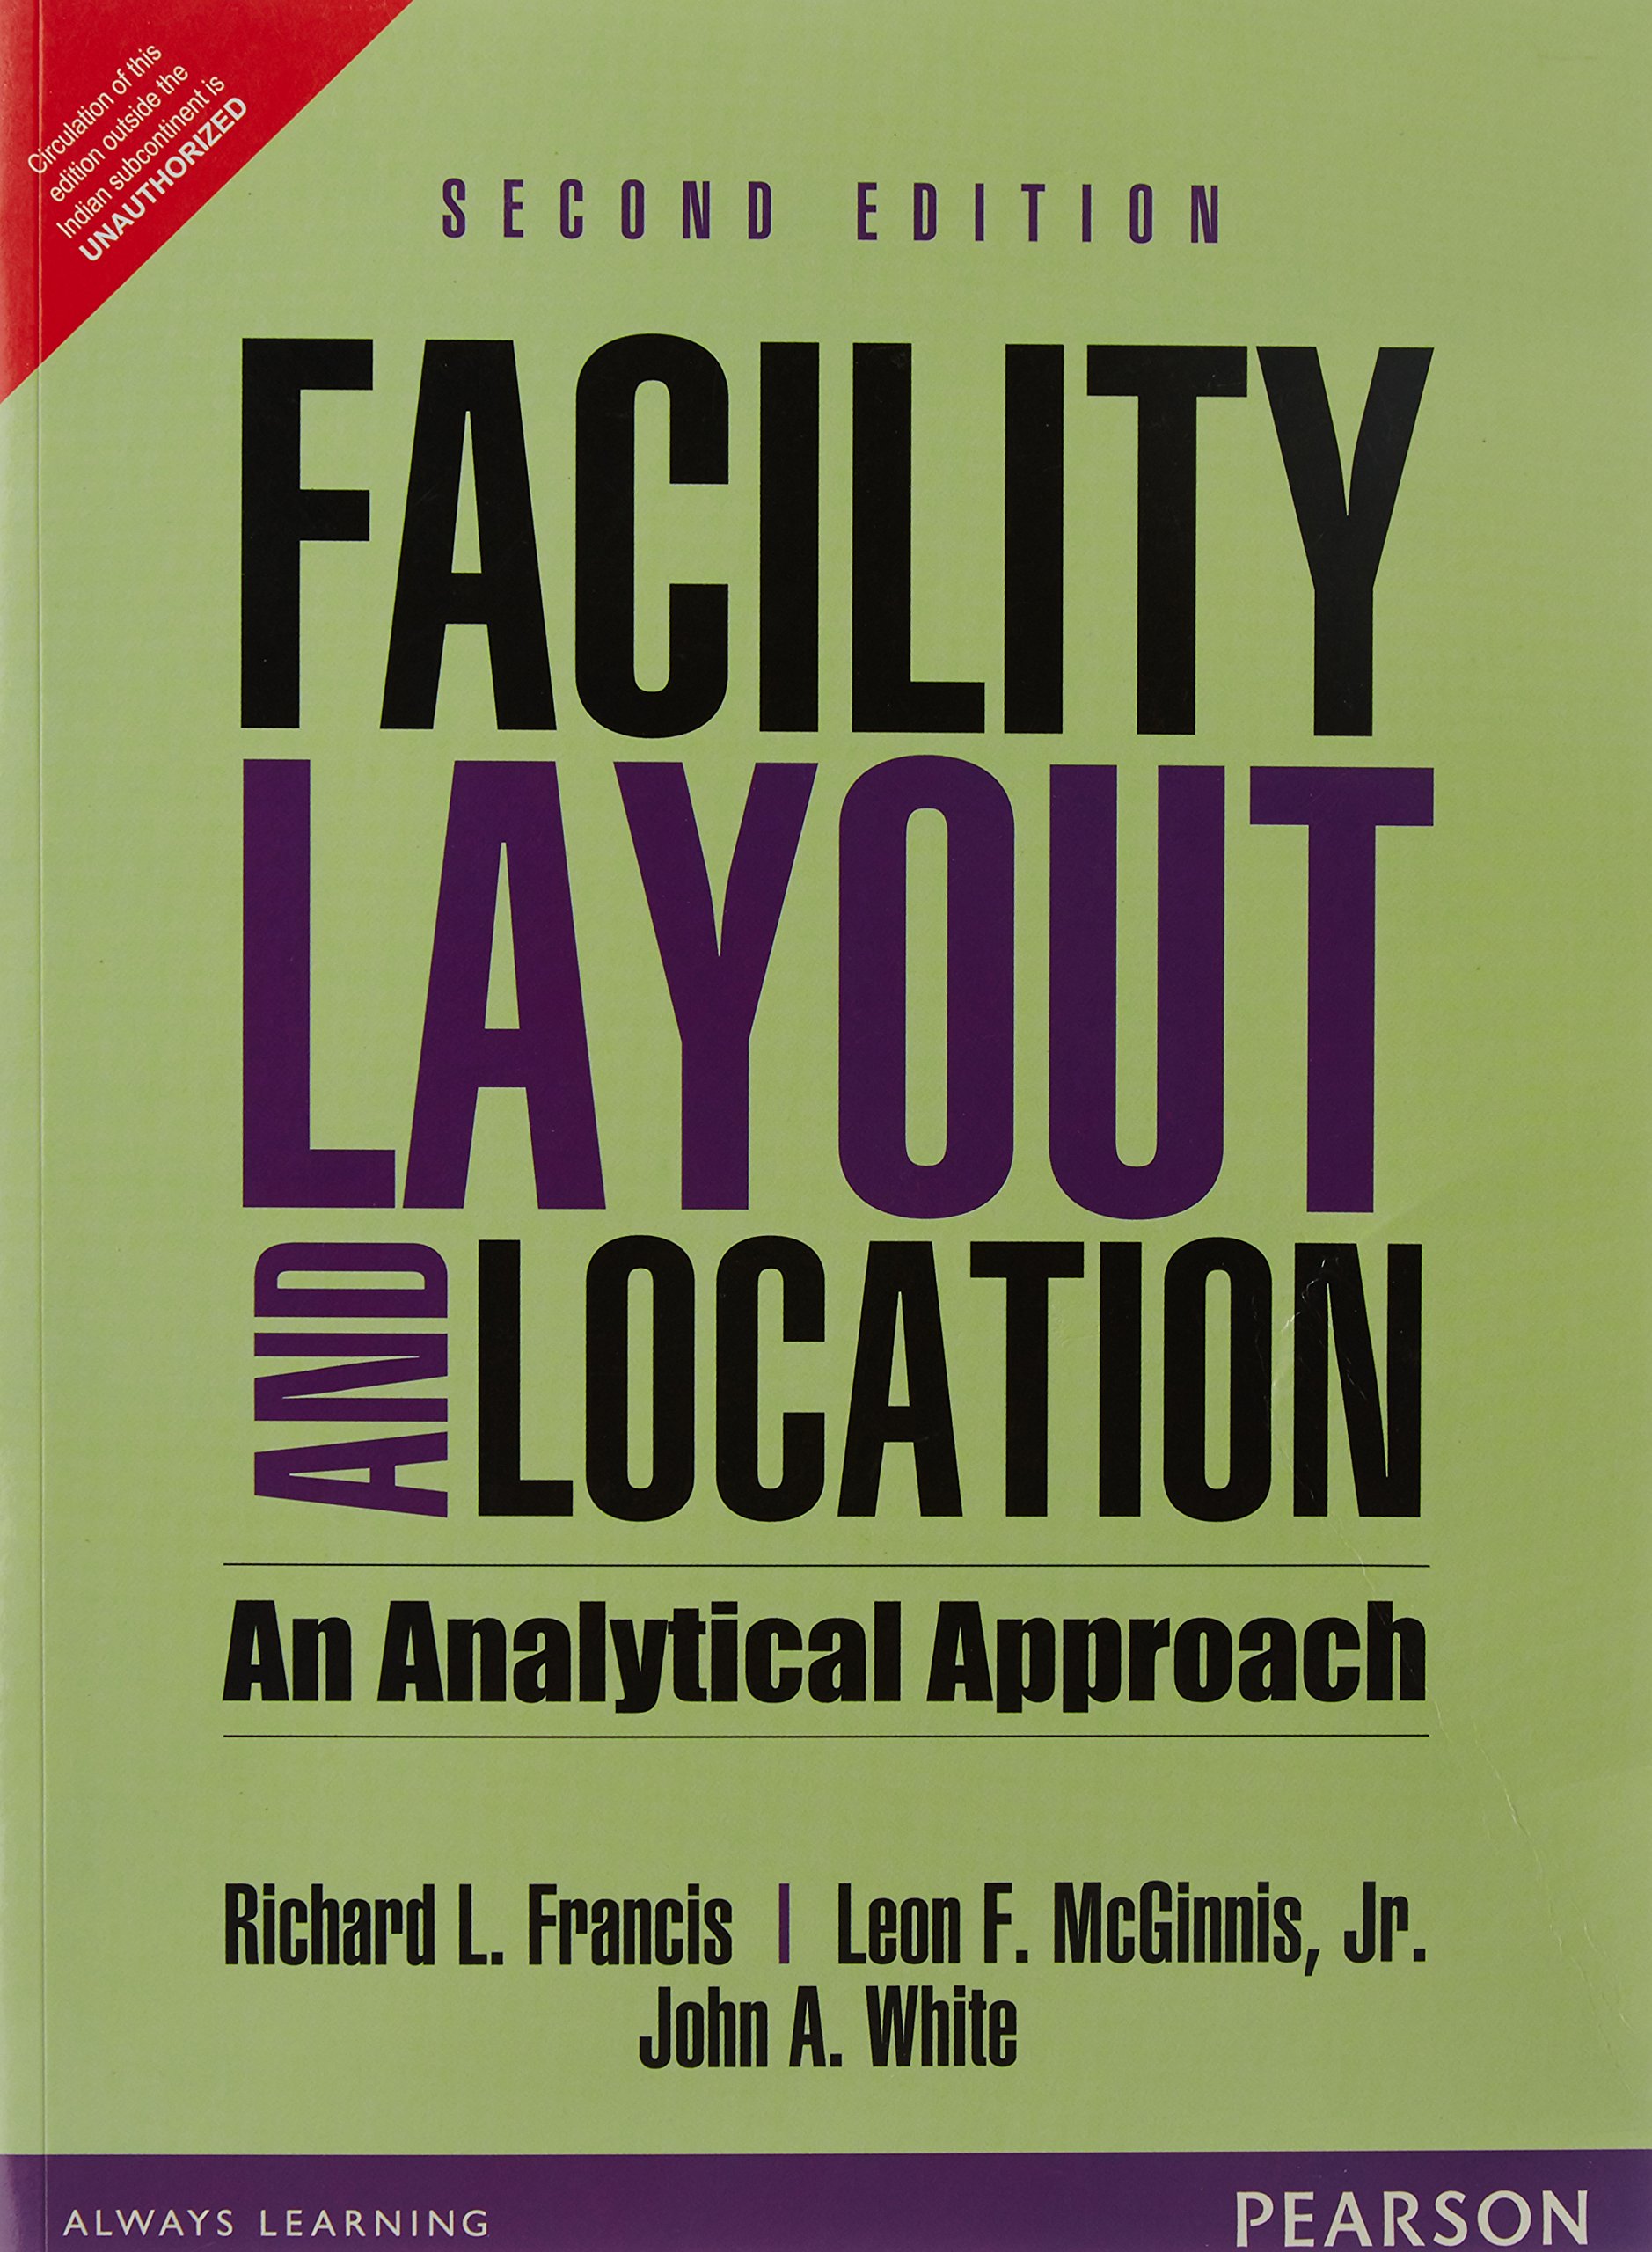 Circulation of this
edition outside the
Indian subcontinent is
UNAUTHORIZED
SECOND EDITION
FACILITY
LAYOUT
AND LOCATION
An Analytical Approach
Richard L. Francis | Leon F. McGinnis, Jr.
John A. White
ALWAYS LEARNING PEARSON